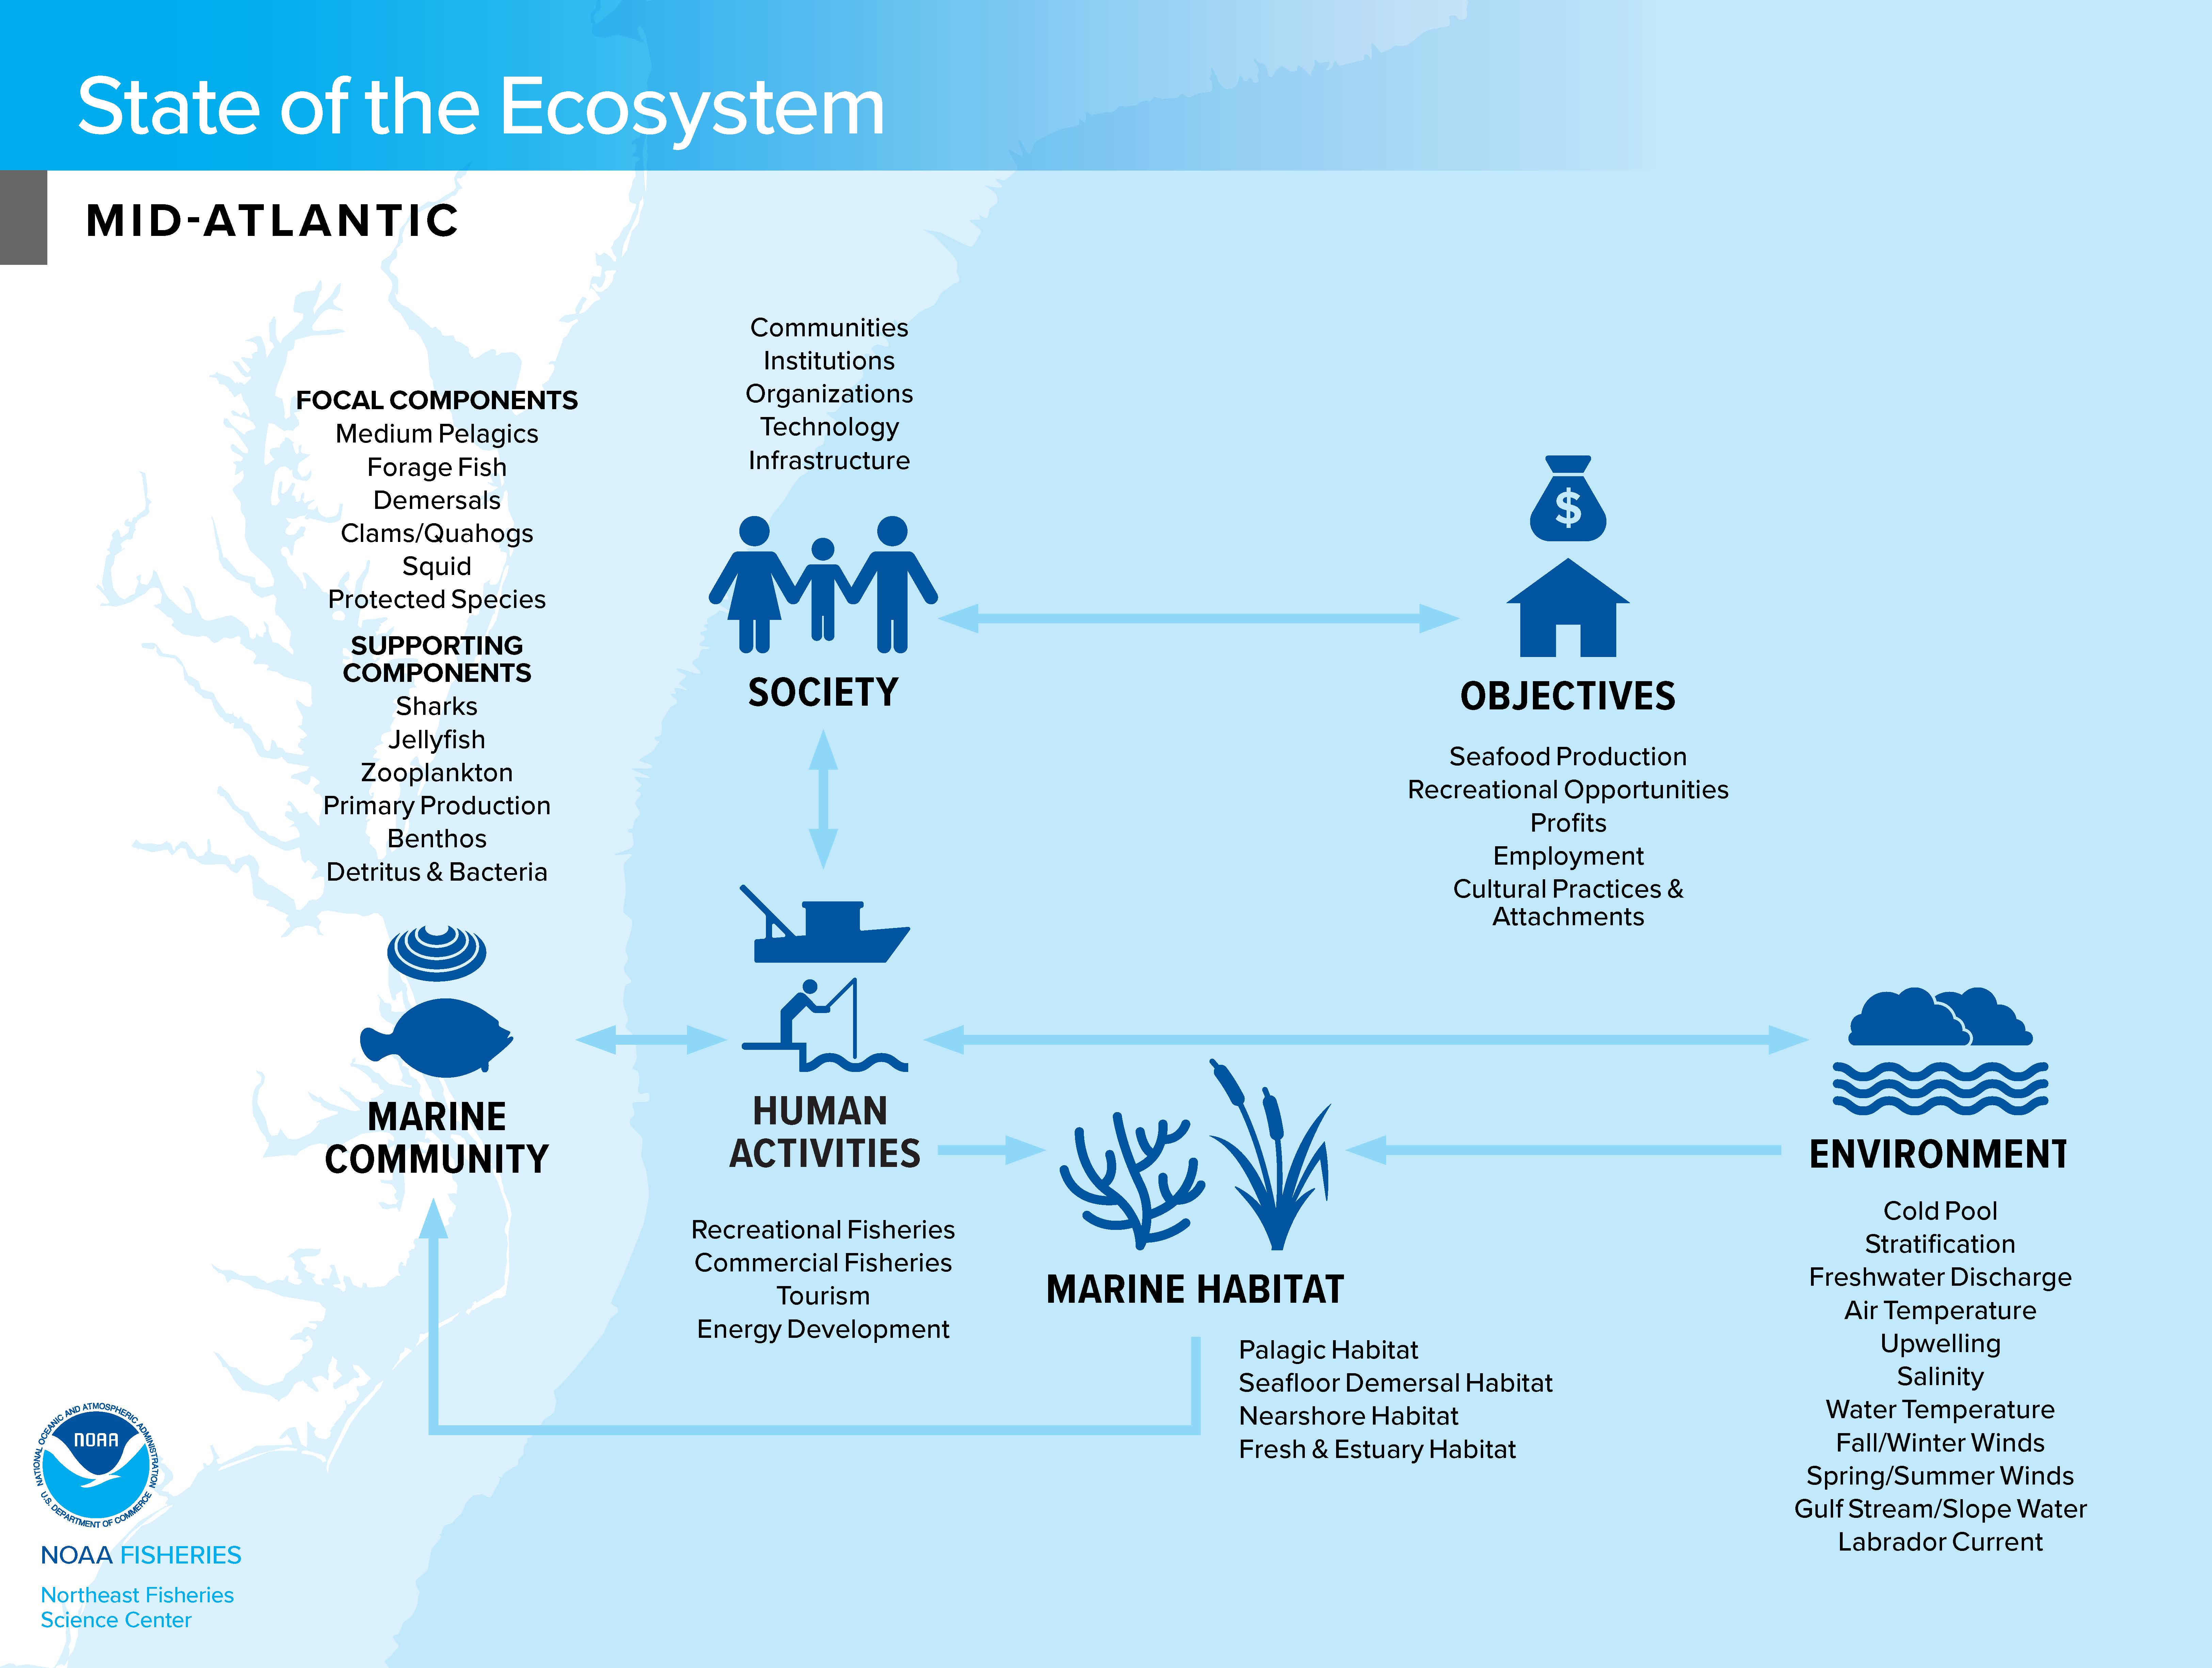 State of the Ecosystem
MID-ATLANTIC
FOCAL COMPONENTS
Medium Pelagics
Forage Fish
Demersals
Clams/Quahogs
Squid
Protected Species
SUPPORTING
COMPONENTS
Sharks
Jellyfish
Zooplankton
Primary Production
Benthos
Detritus & Bacteria
MARINE
COMMUNITY
Communities
Institutions
Organizations
Technology
Infrastructure
SOCIETY
$
OBJECTIVES
Seafood Production
Recreational Opportunities
Profits
Employment
Cultural Practices &
Attachments
HUMAN
ACTIVITIES
Recreational Fisheries
Commercial Fisheries
Tourism
Energy Development
MARINE HABITAT
Palagic Habitat
Seafloor Demersal Habitat
Nearshore Habitat
Fresh & Estuary Habitat
ENVIRONMENT
Cold Pool
Stratification
Freshwater Discharge
Air Temperature
Upwelling
Salinity
Water Temperature
Fall/Winter Winds
Spring/Summer Winds
Gulf Stream/Slope Water
Labrador Current
NATIONAL OCEANIC AND ATMOSPHERIC ADMINISTRATION
NOAA
U.S. DEPARTMENT OF COMMERCE
NOAA FISHERIES
Northeast Fisheries
Science Center